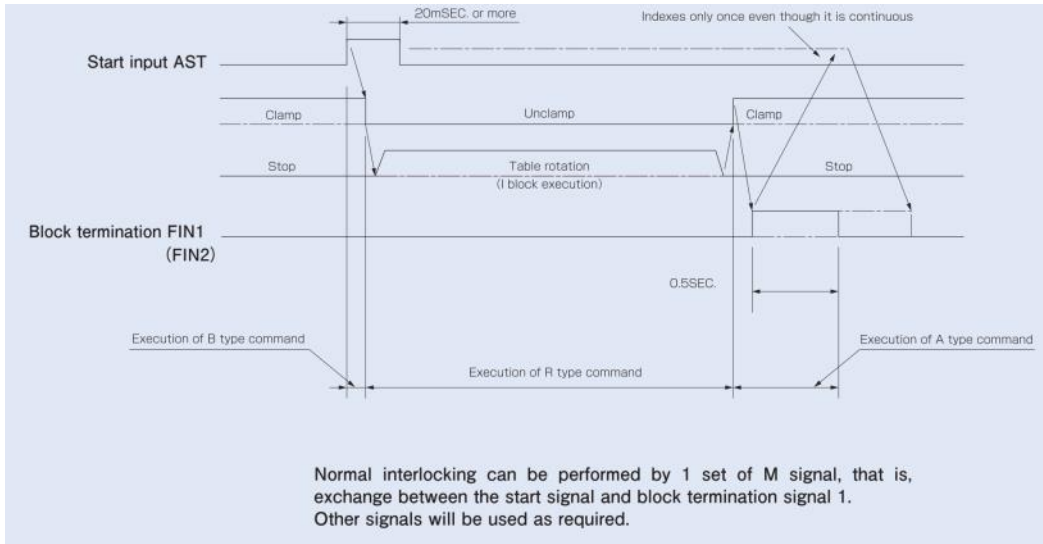 20mSEC. or more
Indexes only once even though it is continuous
Start input AST
Clamp
Unclamp
Clamp
Stop
Table rotation
Stop
(I block execution)
Block termination FIN1
(FIN2)
0.5SEC.
Execution of B type command
Execution of A type command
Execution of R type command
Normal interlocking can be performed by 1 set of M signal, that is,
exchange between the start signal and block termination signal 1.
Other signals will be used as required.